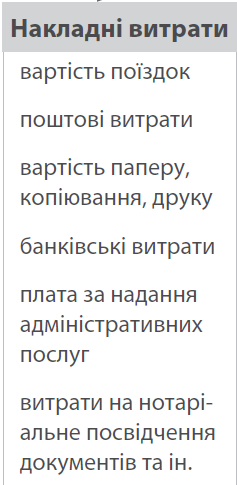 Накладні витрати
вартість поїздок
поштові витрати
вартість паперу,
копіювання, друку
банківські витрати
плата за надання
адміністративних
послуг
витрати на нотарі-
альне посвідчення
документів та ін.